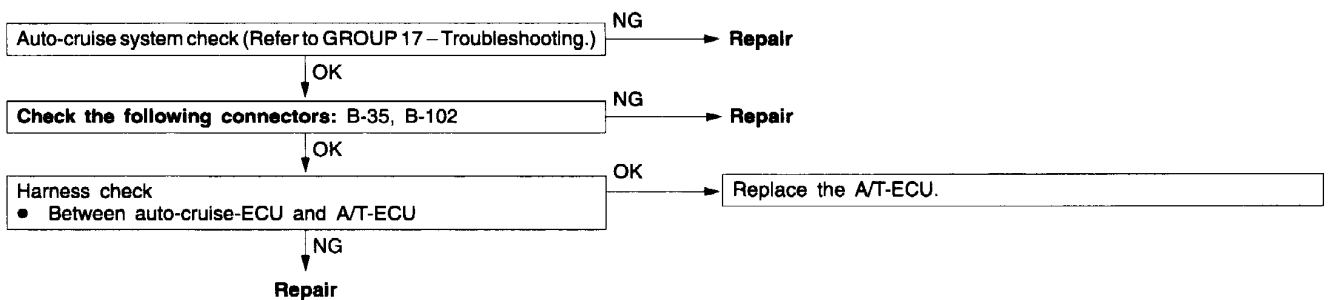 NG
Auto-cruise system check (Refer to GROUP 17 – Troubleshooting.)
Repair
OK
NG
Check the following connectors: B-35, B-102
Repair
OK
OK
Harness check
Replace the A/T-ECU.
● Between auto-cruise-ECU and A/T-ECU
NG
Repair